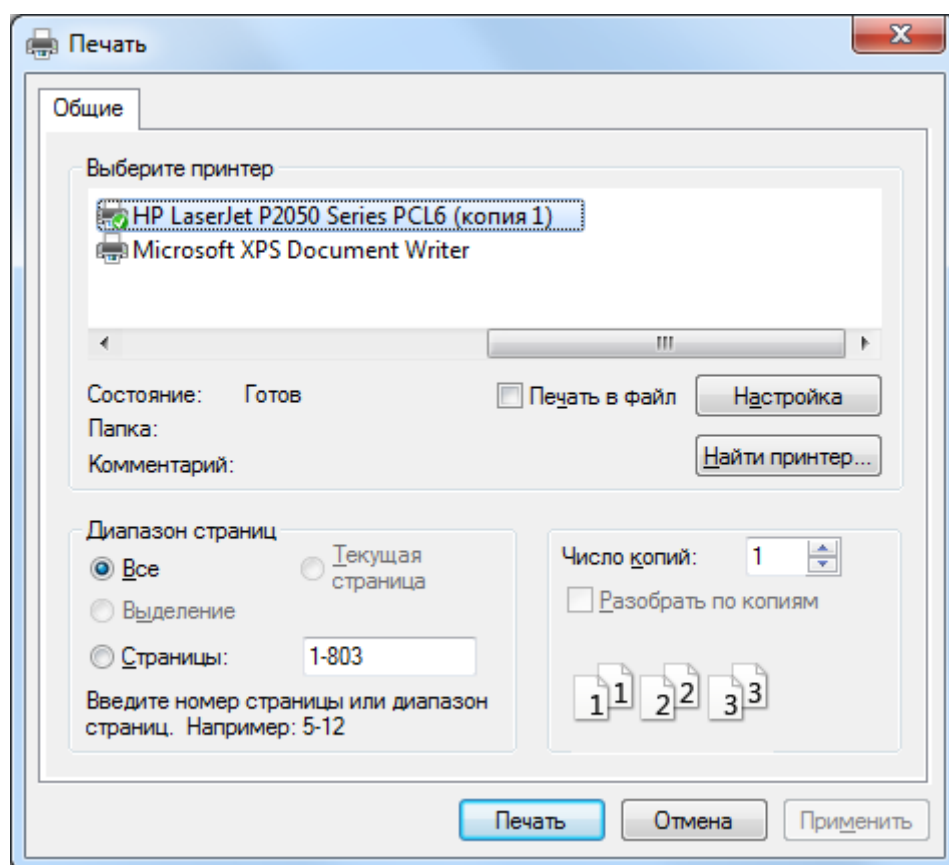 Печать
Общие
Выберите принтер
HP LaserJet P2050 Series PCL6 (копия 1)
Microsoft XPS Document Writer
Состояние: Готов
Печать в файл
Настройка
Папка:
Комментарий:
Найти принтер...
Диапазон страниц
Все
Текущая
страница
Выделение
Страницы: 1-803
Введите номер страницы или диапазон
страниц. Например: 5-12
Число копий: 1
Разобрать по копиям
1 1 2 2 3 3
Печать Отмена Применить